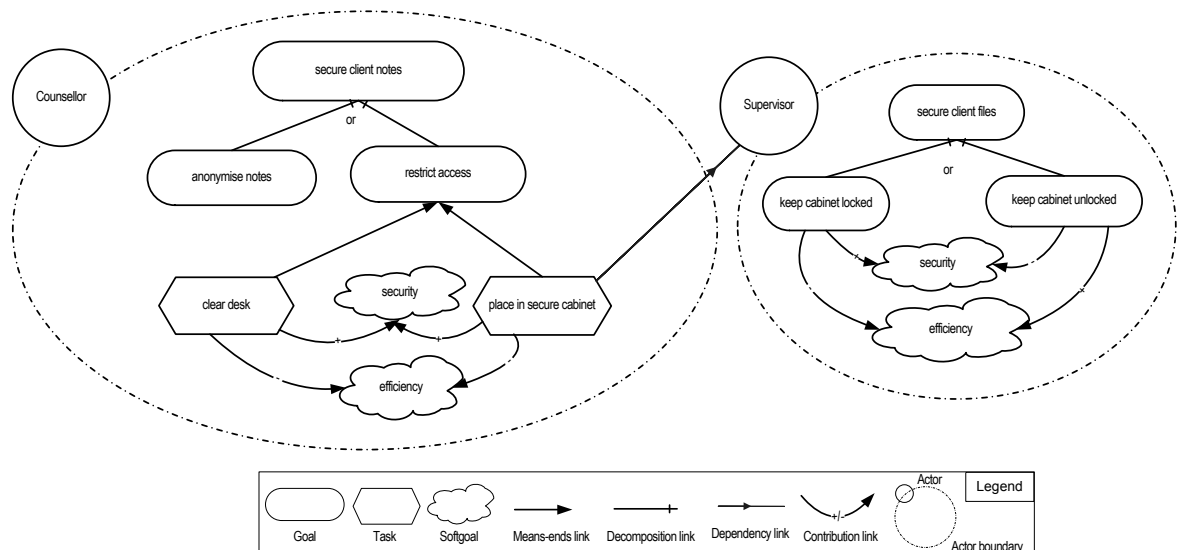 Counsellor
secure client notes
or
anonymise notes
restrict access
clear desk
security
place in secure cabinet
+
+
-
-
efficiency
Supervisor
secure client files
or
keep cabinet locked
keep cabinet unlocked
+
-
security
-
+
efficiency
Legend
Actor
+/-
Goal
Task
Softgoal
Means-ends link
Decomposition link
Dependency link
Contribution link
Actor boundary